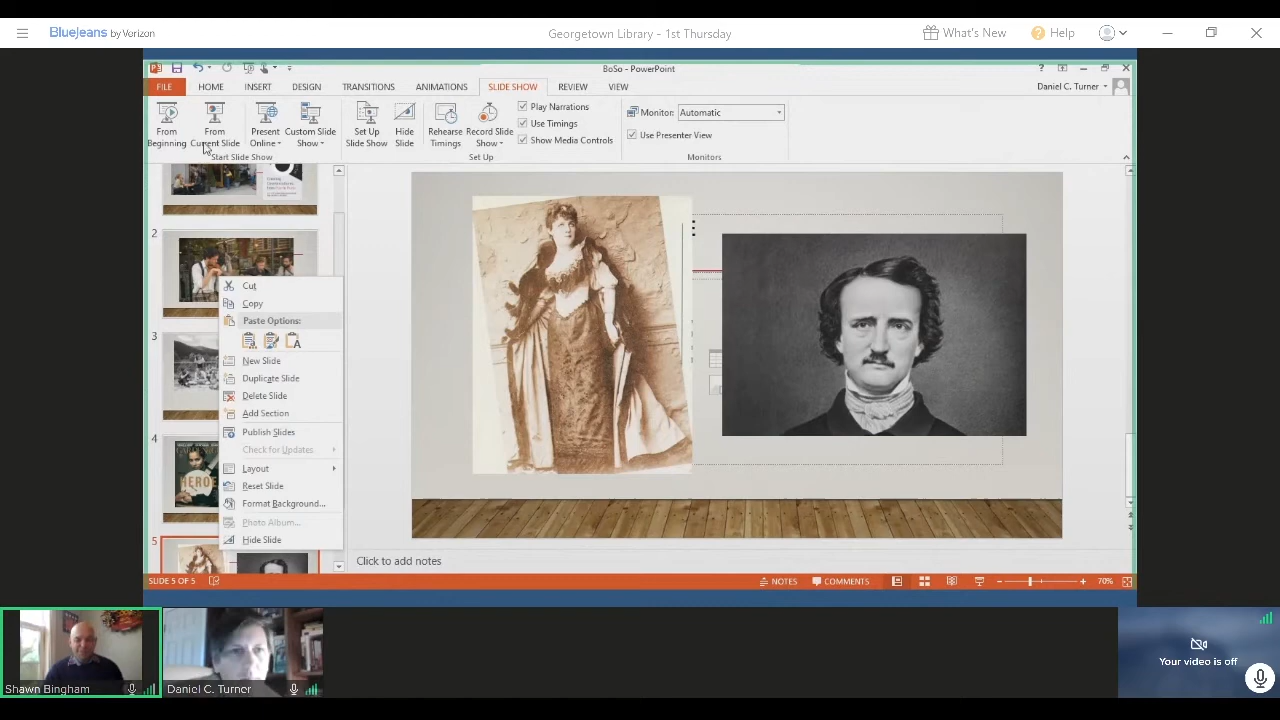 Bluejeans by Verizon
Georgetown Library - 1st Thursday
What's New
Help
BoSo - PowerPoint
FILE
HOME
INSERT
DESIGN
TRANSITIONS
ANIMATIONS
SLIDE SHOW
REVIEW
VIEW
Daniel C. Turner
From Beginning
From Current Slide
Present Online
Custom Slide Show
Set Up Slide Show
Hide Slide
Rehearse Timings
Record Slide Show
Play Narrations
Use Timings
Show Media Controls
Monitor: Automatic
Use Presenter View
Start Slide Show
Set Up
Monitors
2
3
4
HERO
5
Cut
Copy
Paste Options:
New Slide
Duplicate Slide
Delete Slide
Add Section
Publish Slides
Check for Updates
Layout
Reset Slide
Format Background...
Photo Album...
Hide Slide
Click to add notes
SLIDE 5 OF 5
NOTES
COMMENTS
70%
Shawn Bingham
Daniel C. Turner
Your video is off